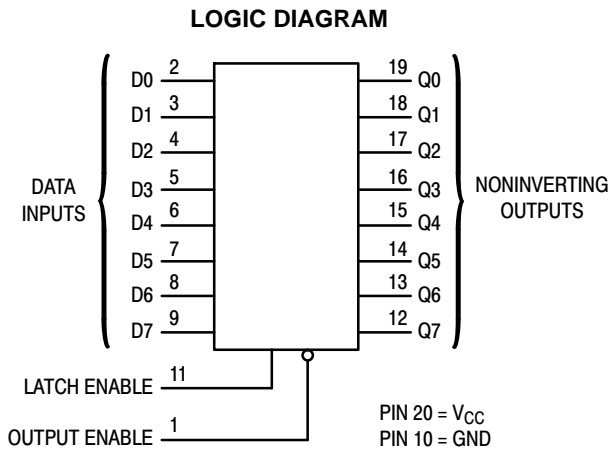 LOGIC DIAGRAM
D0 2 19 Q0
D1 3 18 Q1
D2 4 17 Q2
D3 5 16 Q3
D4 6 15 Q4
D5 7 14 Q5
D6 8 13 Q6
D7 9 12 Q7
DATA
INPUTS
NONINVERTING
OUTPUTS
LATCH ENABLE 11
OUTPUT ENABLE 1
PIN 20 = VCC
PIN 10 = GND